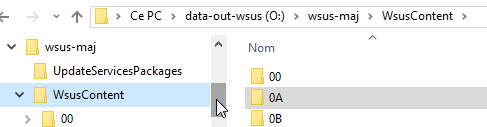 Ce PC > data-out-wsus (O:) > wsus-maj > WsusContent >
wsus-maj
UpdateServicesPackages
WsusContent
00
Nom
00
0A
0B